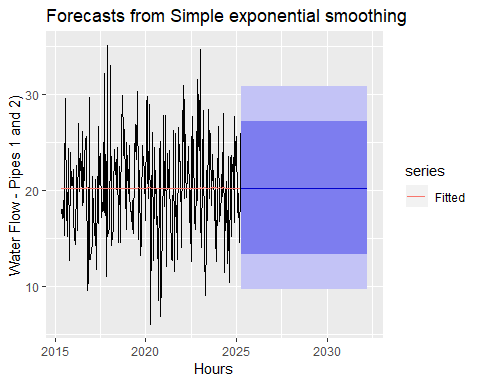 Forecasts from Simple exponential smoothing
Water Flow - Pipes 1 and 2)
30
20
10
2015
2020
2025
2030
Hours
series
Fitted